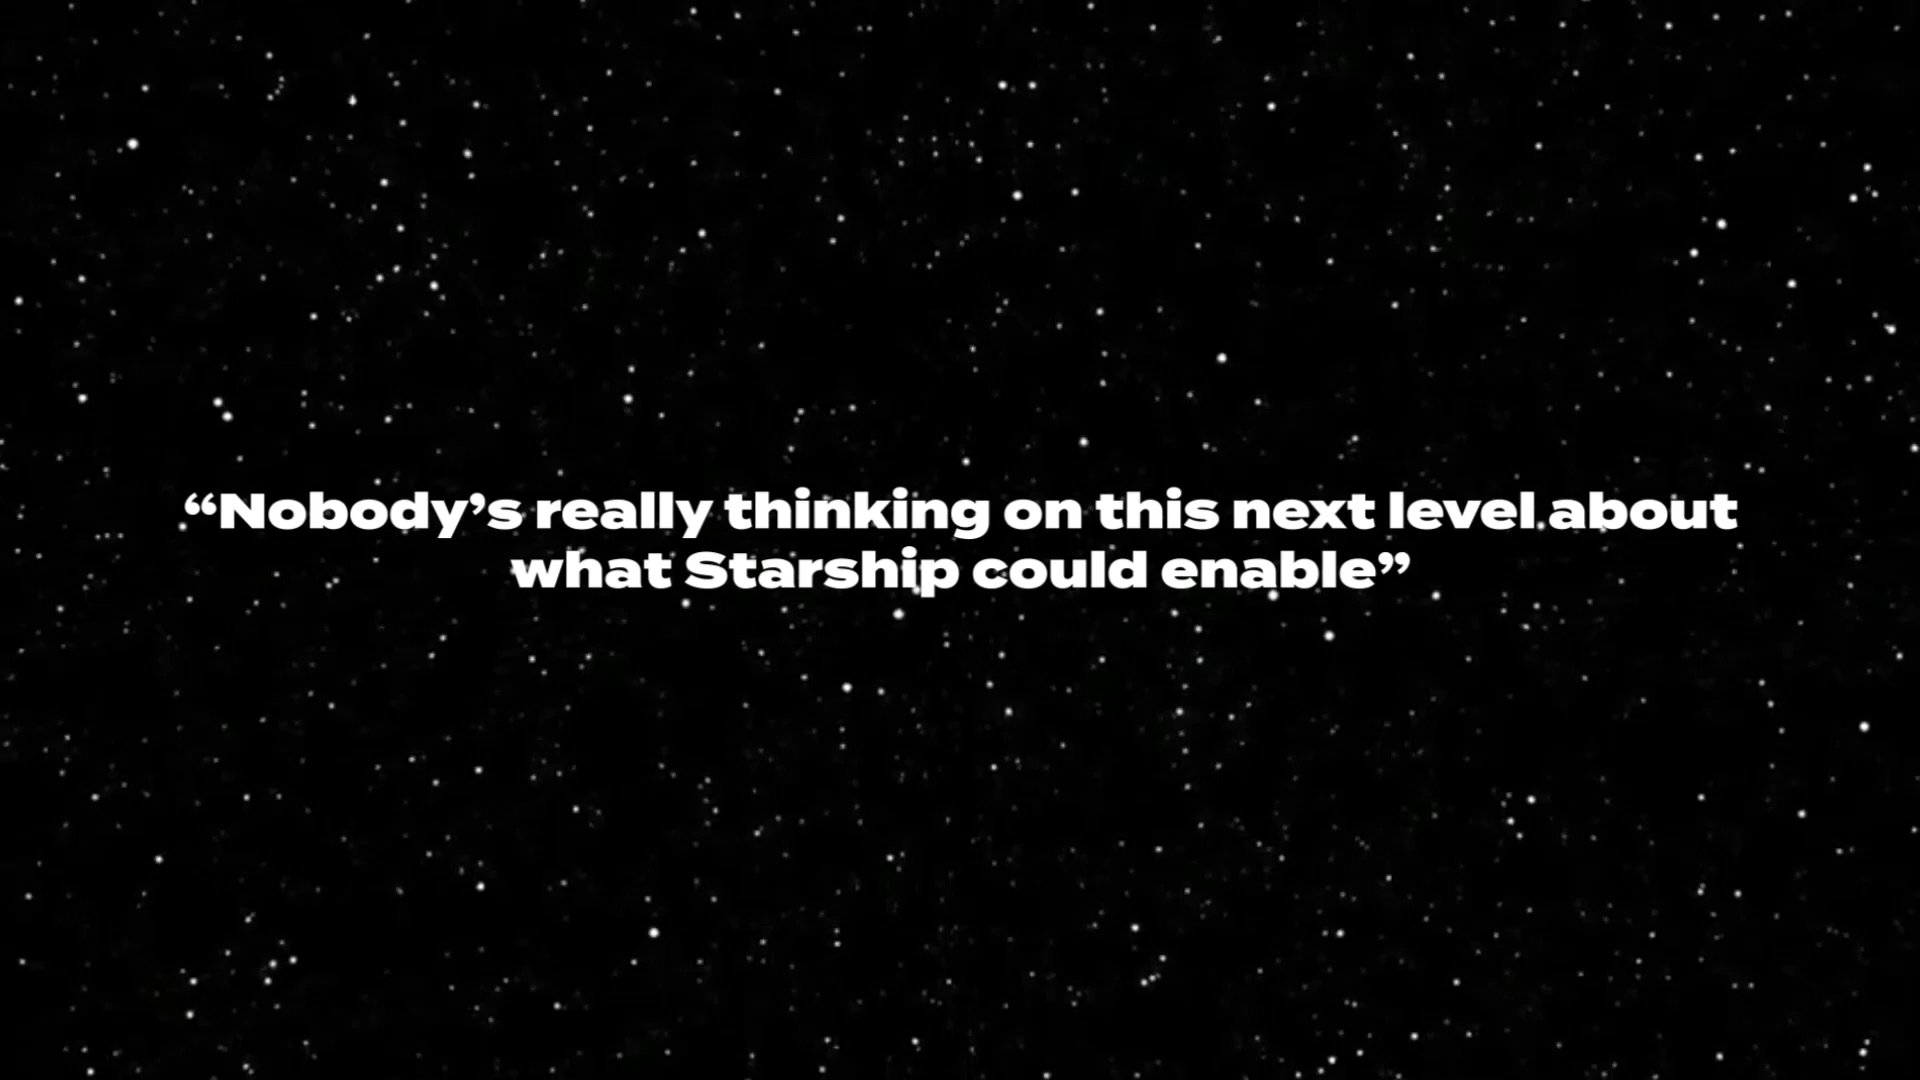 “Nobody’s really thinking on this next level about
what Starship could enable”